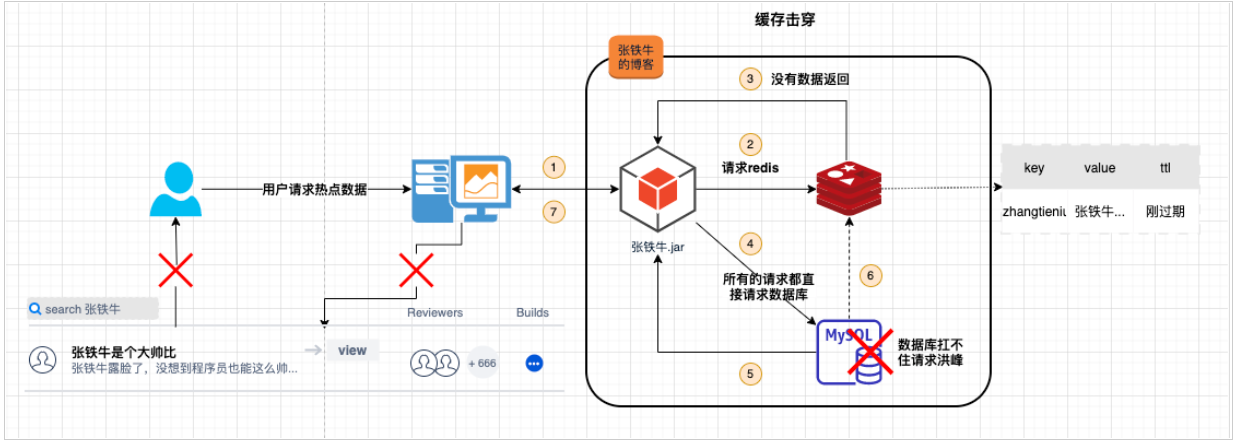 缓存击穿
张铁牛
的博客
3
没有数据返回
2
请求redis
1
用户请求热点数据
7
key value ttl
zhangtieniu 张铁牛... 刚过期
张铁牛.jar
4
所有的请求都直
接请求数据库
6
search 张铁牛
Reviewers Builds
张铁牛是个大帅比
张铁牛露脸了，没想到程序员也能这么帅...
view
+ 666
MySQL
数据库扛不
住请求洪峰
5